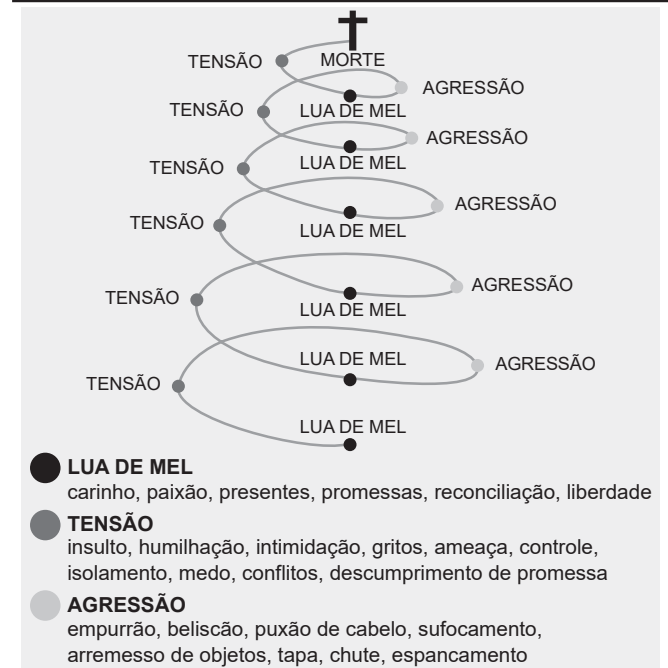 TENSÃO
MORTE
AGRESSÃO
TENSÃO
LUA DE MEL
AGRESSÃO
TENSÃO
LUA DE MEL
AGRESSÃO
TENSÃO
LUA DE MEL
AGRESSÃO
TENSÃO
LUA DE MEL
LUA DE MEL
AGRESSÃO
TENSÃO
LUA DE MEL
LUA DE MEL
carinho, paixão, presentes, promessas, reconciliação, liberdade
TENSÃO
insulto, humilhação, intimidação, gritos, ameaça, controle,
isolamento, medo, conflitos, descumprimento de promessa
AGRESSÃO
empurrão, beliscão, puxão de cabelo, sufocamento,
arremesso de objetos, tapa, chute, espancamento